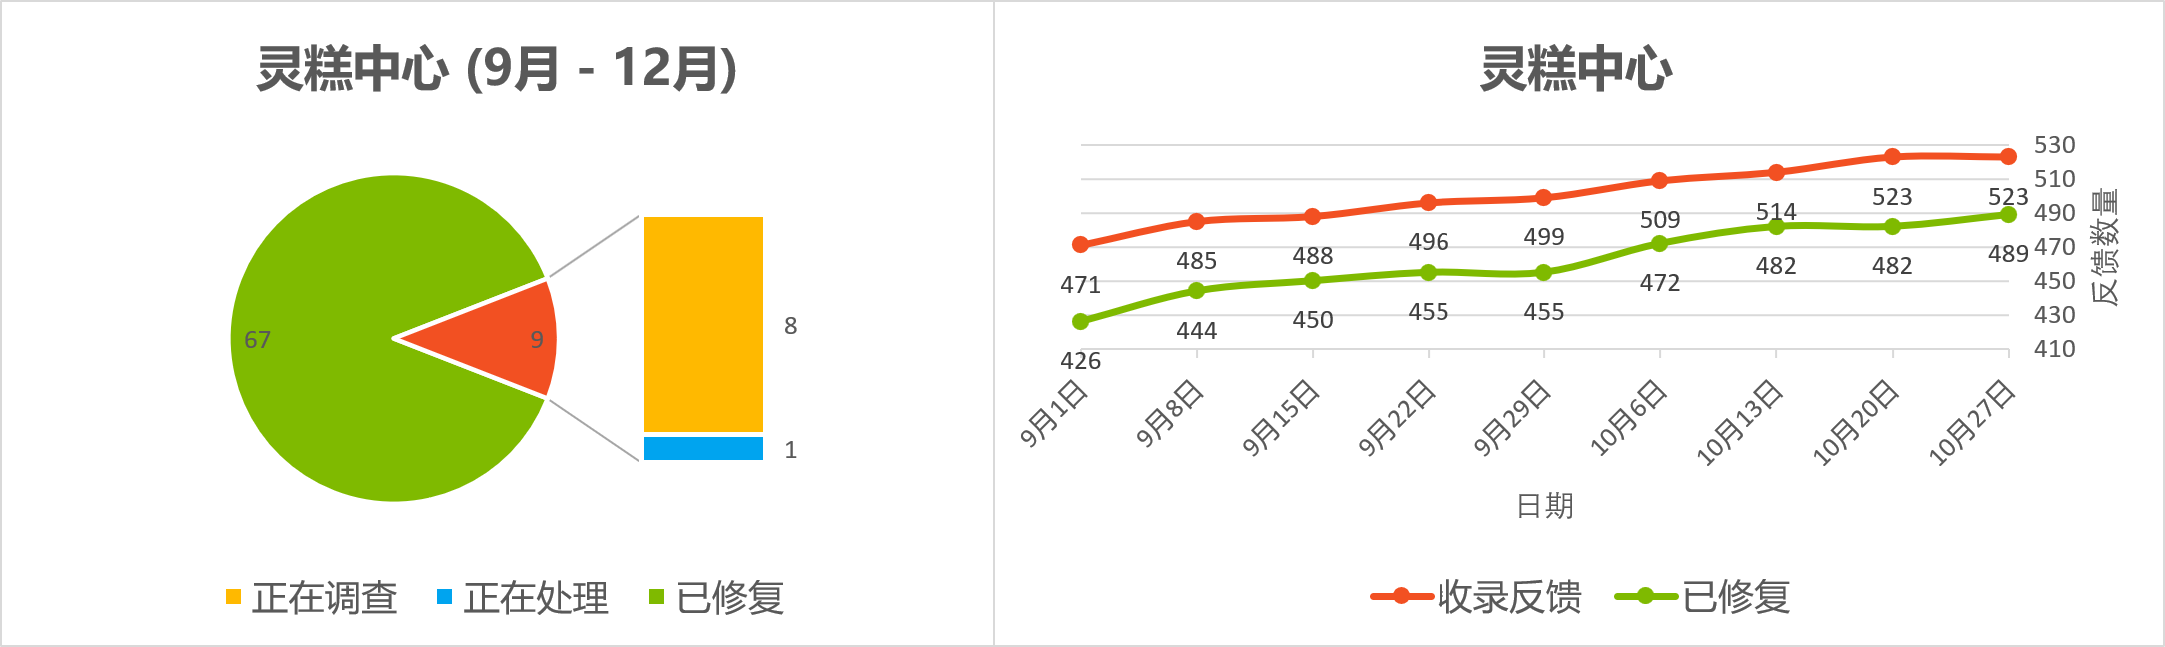 灵糕中心 (9月 - 12月)
67
9
8
1
正在调查 正在处理 已修复
灵糕中心
530
510
490
470
450
430
410
反馈数量
471 485 488 496 499 509 514 523 523
426 444 450 455 455 472 482 482 489
9月1日 9月8日 9月15日 9月22日 9月29日 10月6日 10月13日 10月20日 10月27日
日期
收录反馈 已修复